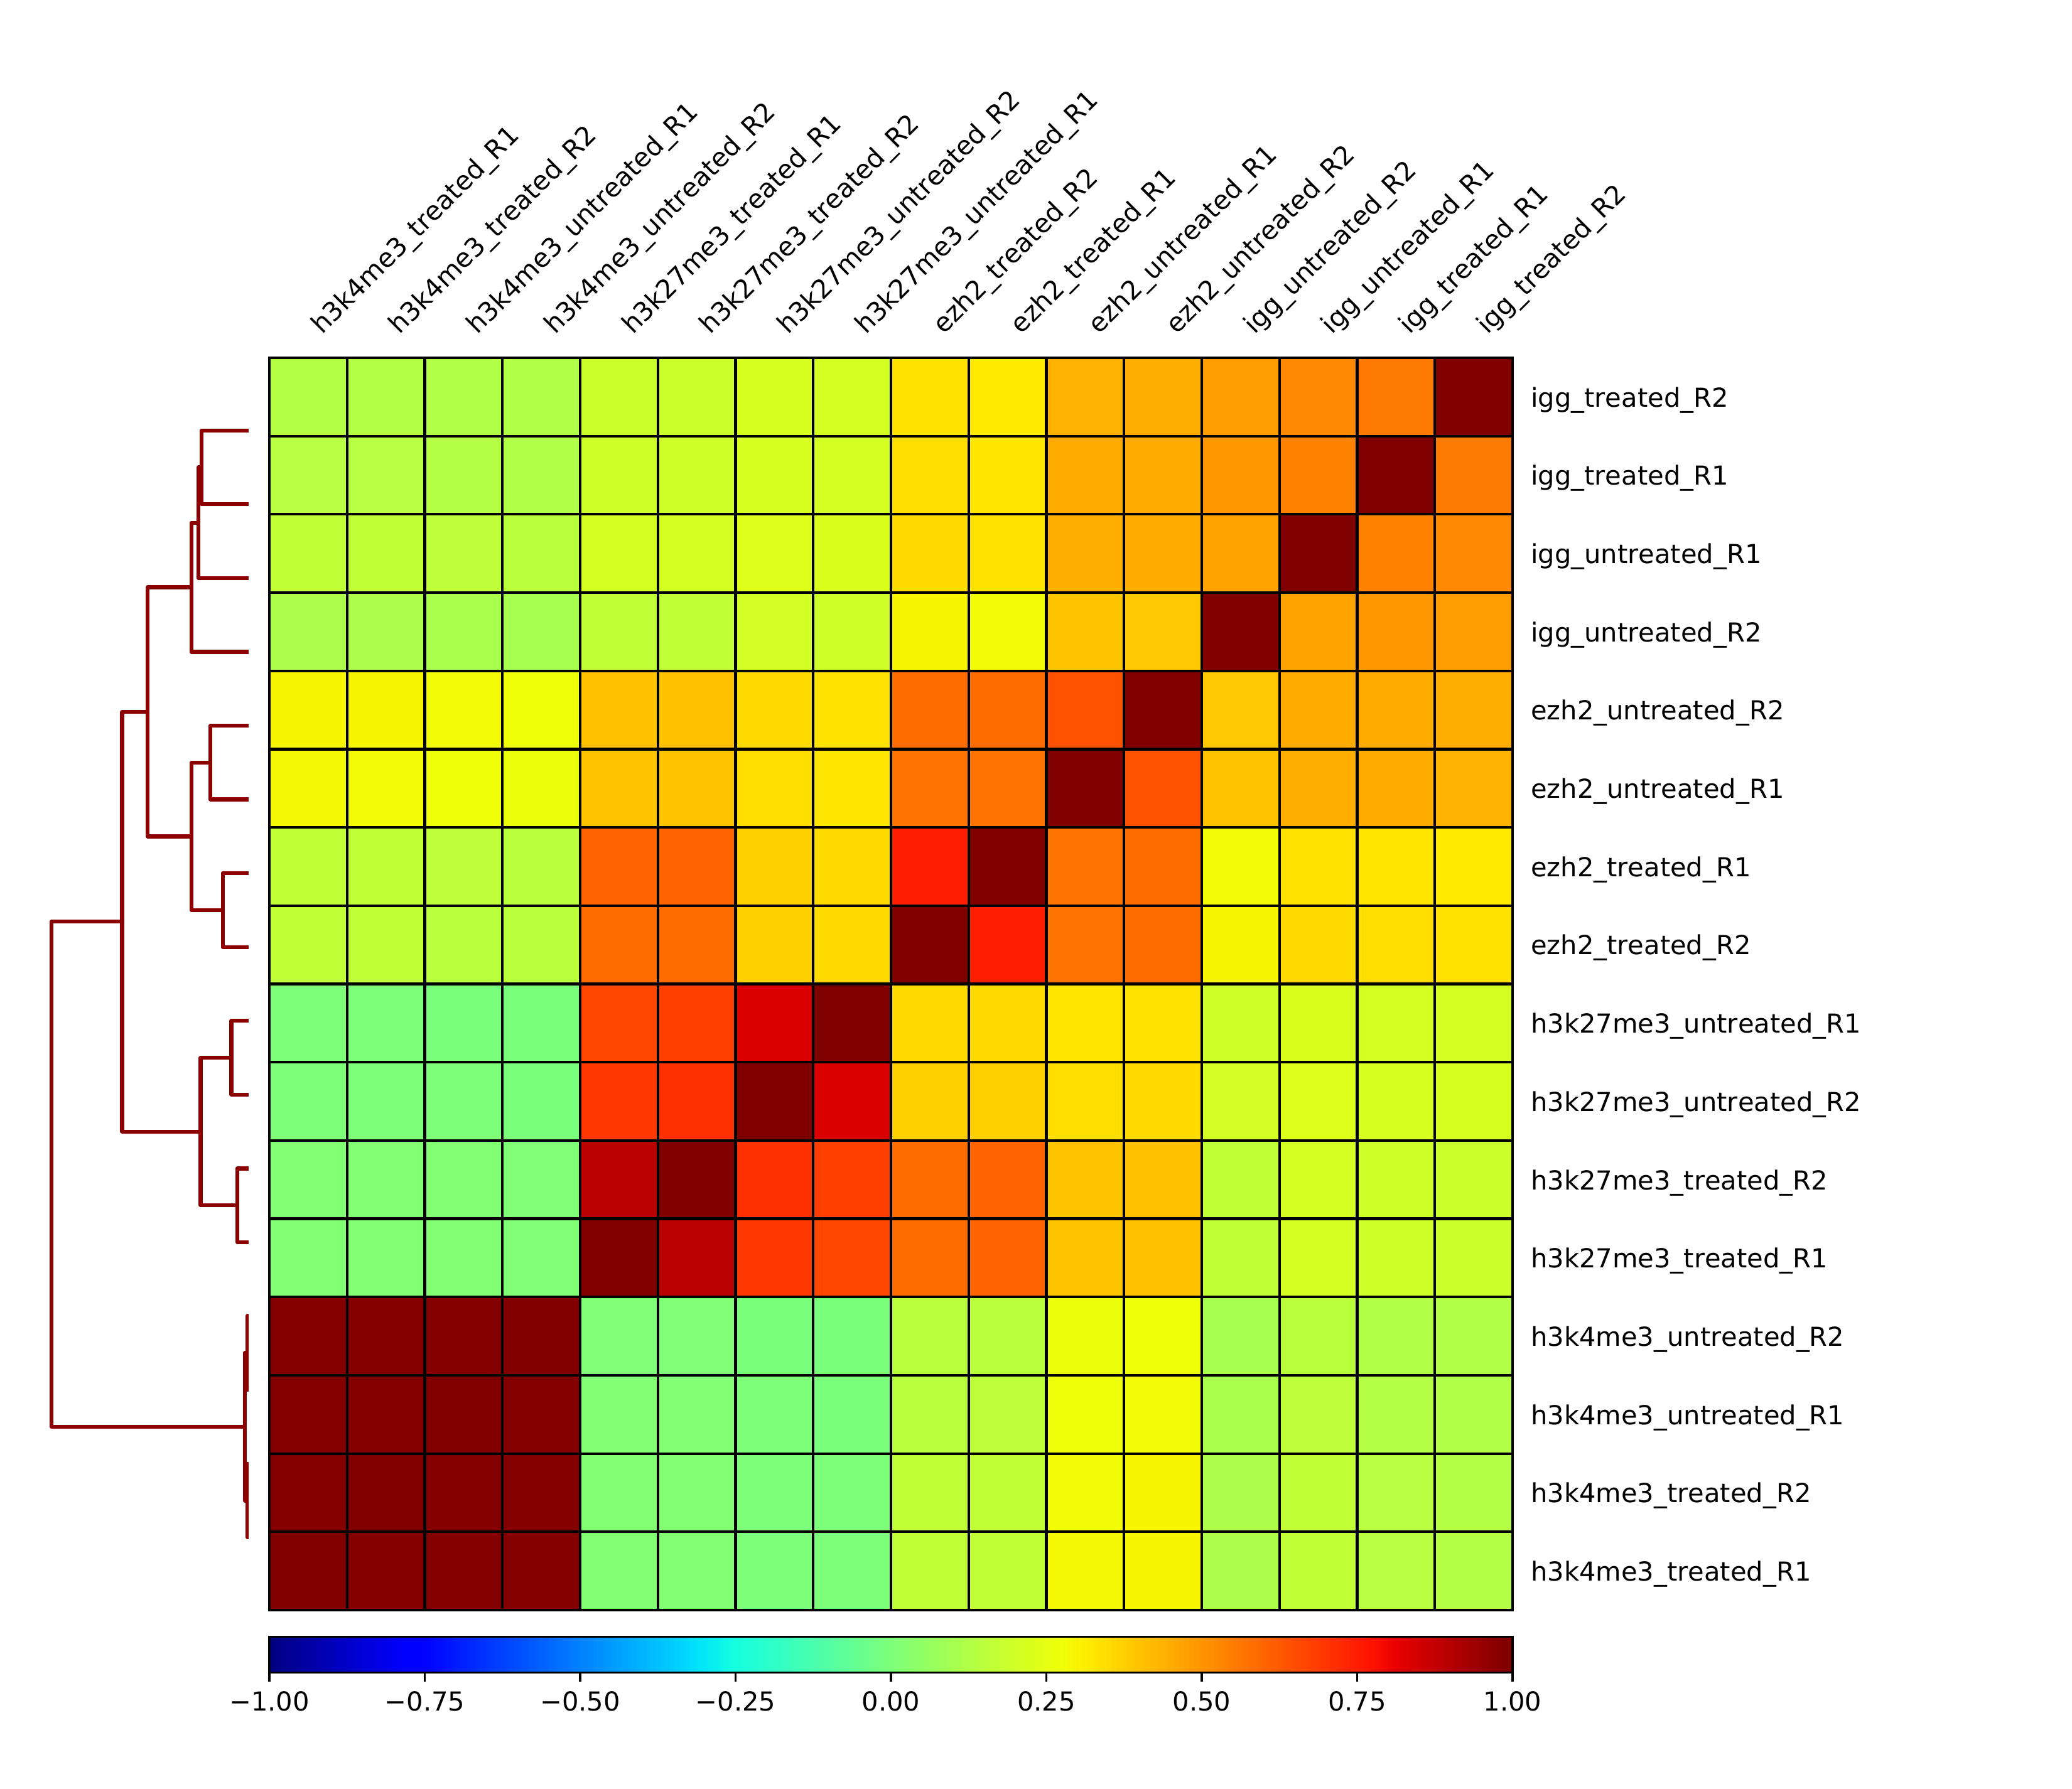 h3k4me3_treated_R1
h3k4me3_treated_R2
h3k4me3_untreated_R1
h3k4me3_untreated_R2
h3k27me3_treated_R1
h3k27me3_treated_R2
h3k27me3_untreated_R2
h3k27me3_untreated_R1
ezh2_treated_R2
ezh2_treated_R1
ezh2_untreated_R1
ezh2_untreated_R2
igg_untreated_R2
igg_untreated_R1
igg_treated_R1
igg_treated_R2
igg_treated_R2
igg_treated_R1
igg_untreated_R1
igg_untreated_R2
ezh2_untreated_R2
ezh2_untreated_R1
ezh2_treated_R1
ezh2_treated_R2
h3k27me3_untreated_R1
h3k27me3_untreated_R2
h3k27me3_treated_R2
h3k27me3_treated_R1
h3k4me3_untreated_R2
h3k4me3_untreated_R1
h3k4me3_treated_R2
h3k4me3_treated_R1
−1.00 −0.75 −0.50 −0.25 0.00 0.25 0.50 0.75 1.00